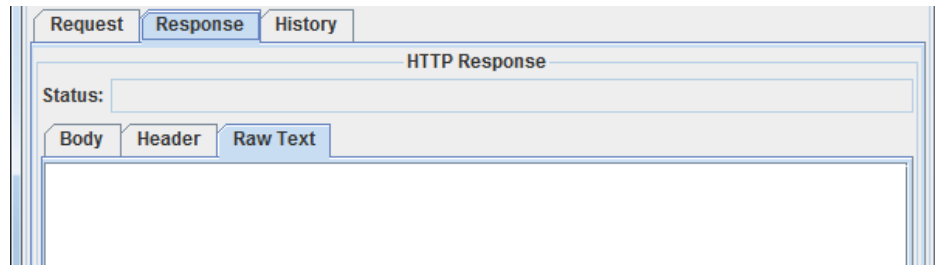 Request Response History
HTTP Response
Status:
Body Header Raw Text